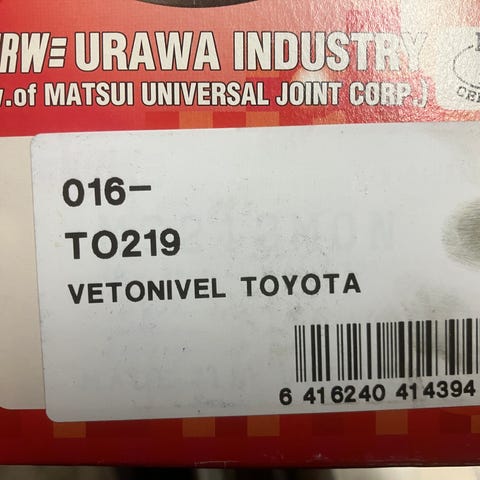 URW URAWA INDUSTRY
v.of MATSUI UNIVERSAL JOINT CORP.)
016-
TO219
VETONIVEL TOYOTA
6 416240 414394